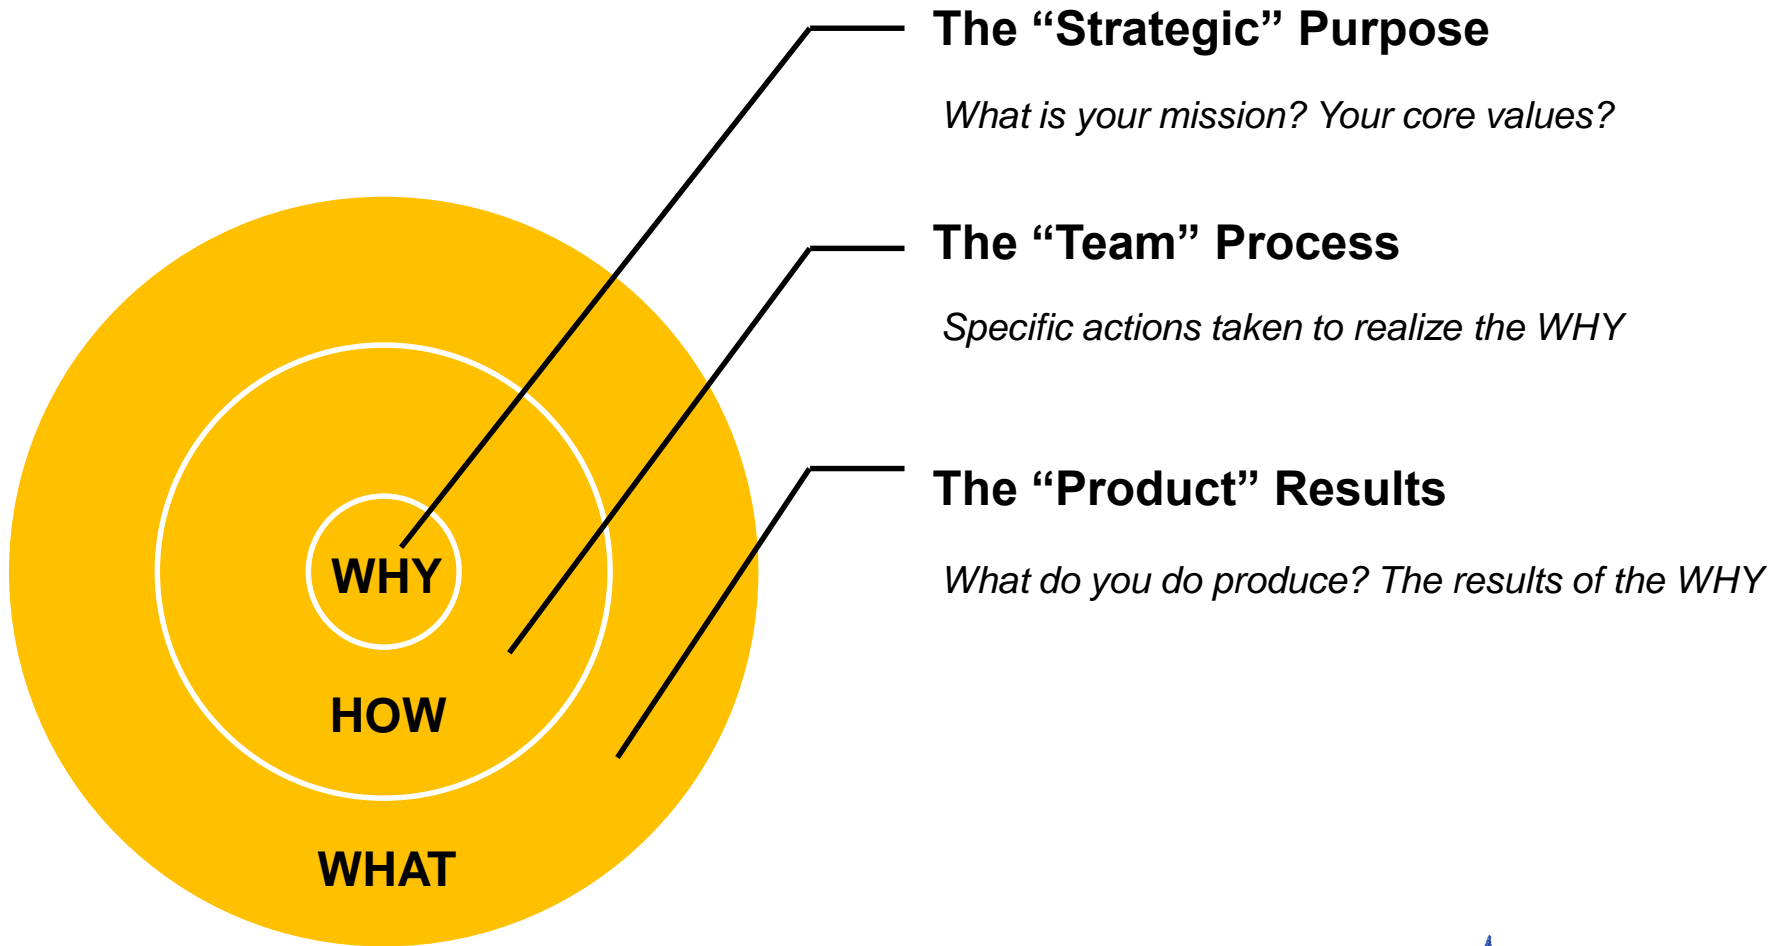 The “Strategic” Purpose
What is your mission? Your core values?
The “Team” Process
Specific actions taken to realize the WHY
The “Product” Results
What do you do produce? The results of the WHY
WHY
HOW
WHAT